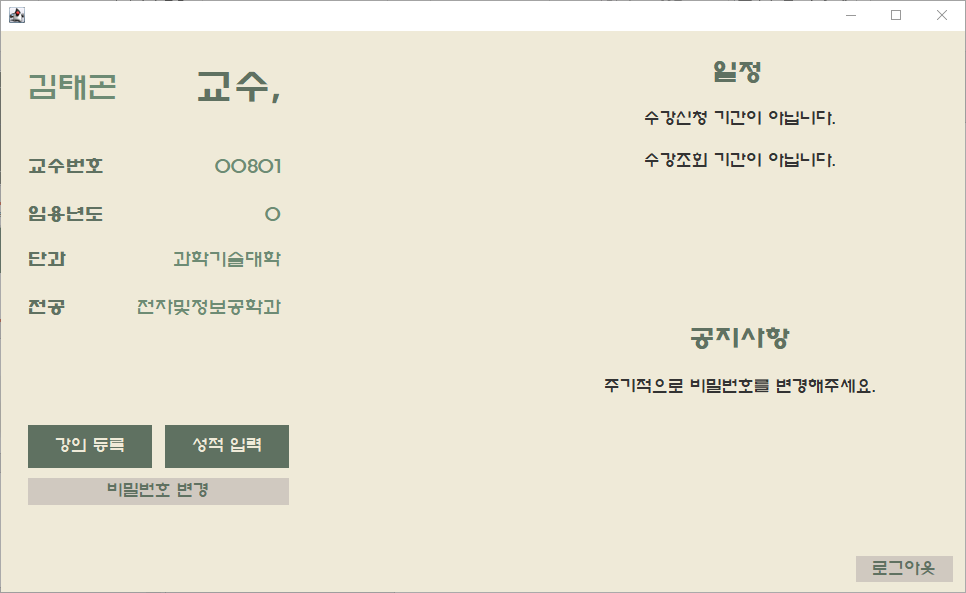 김태곤 교수,
교수번호 00801
임용년도 0
단과 과학기술대학
전공 전자및정보공학과
강의 등록 성적 입력
비밀번호 변경
일정
수강신청 기간이 아닙니다.
수강조회 기간이 아닙니다.
공지사항
주기적으로 비밀번호를 변경해주세요.
로그아웃